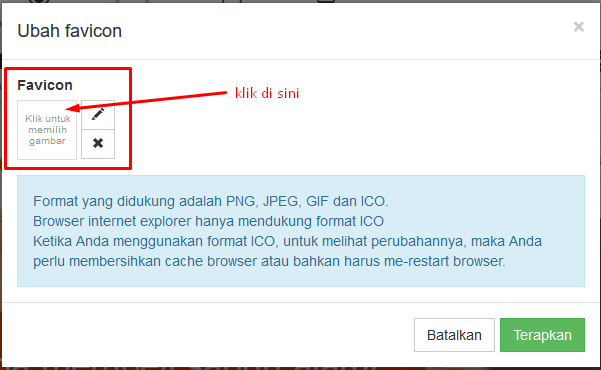 Ubah favicon
×
Favicon
klik di sini
Klik untuk
memilih
gambar
Format yang didukung adalah PNG, JPEG, GIF dan ICO.
Browser internet explorer hanya mendukung format ICO
Ketika Anda menggunakan format ICO, untuk melihat perubahannya, maka Anda
perlu membersihkan cache browser atau bahkan harus me-restart browser.
Batalkan
Terapkan